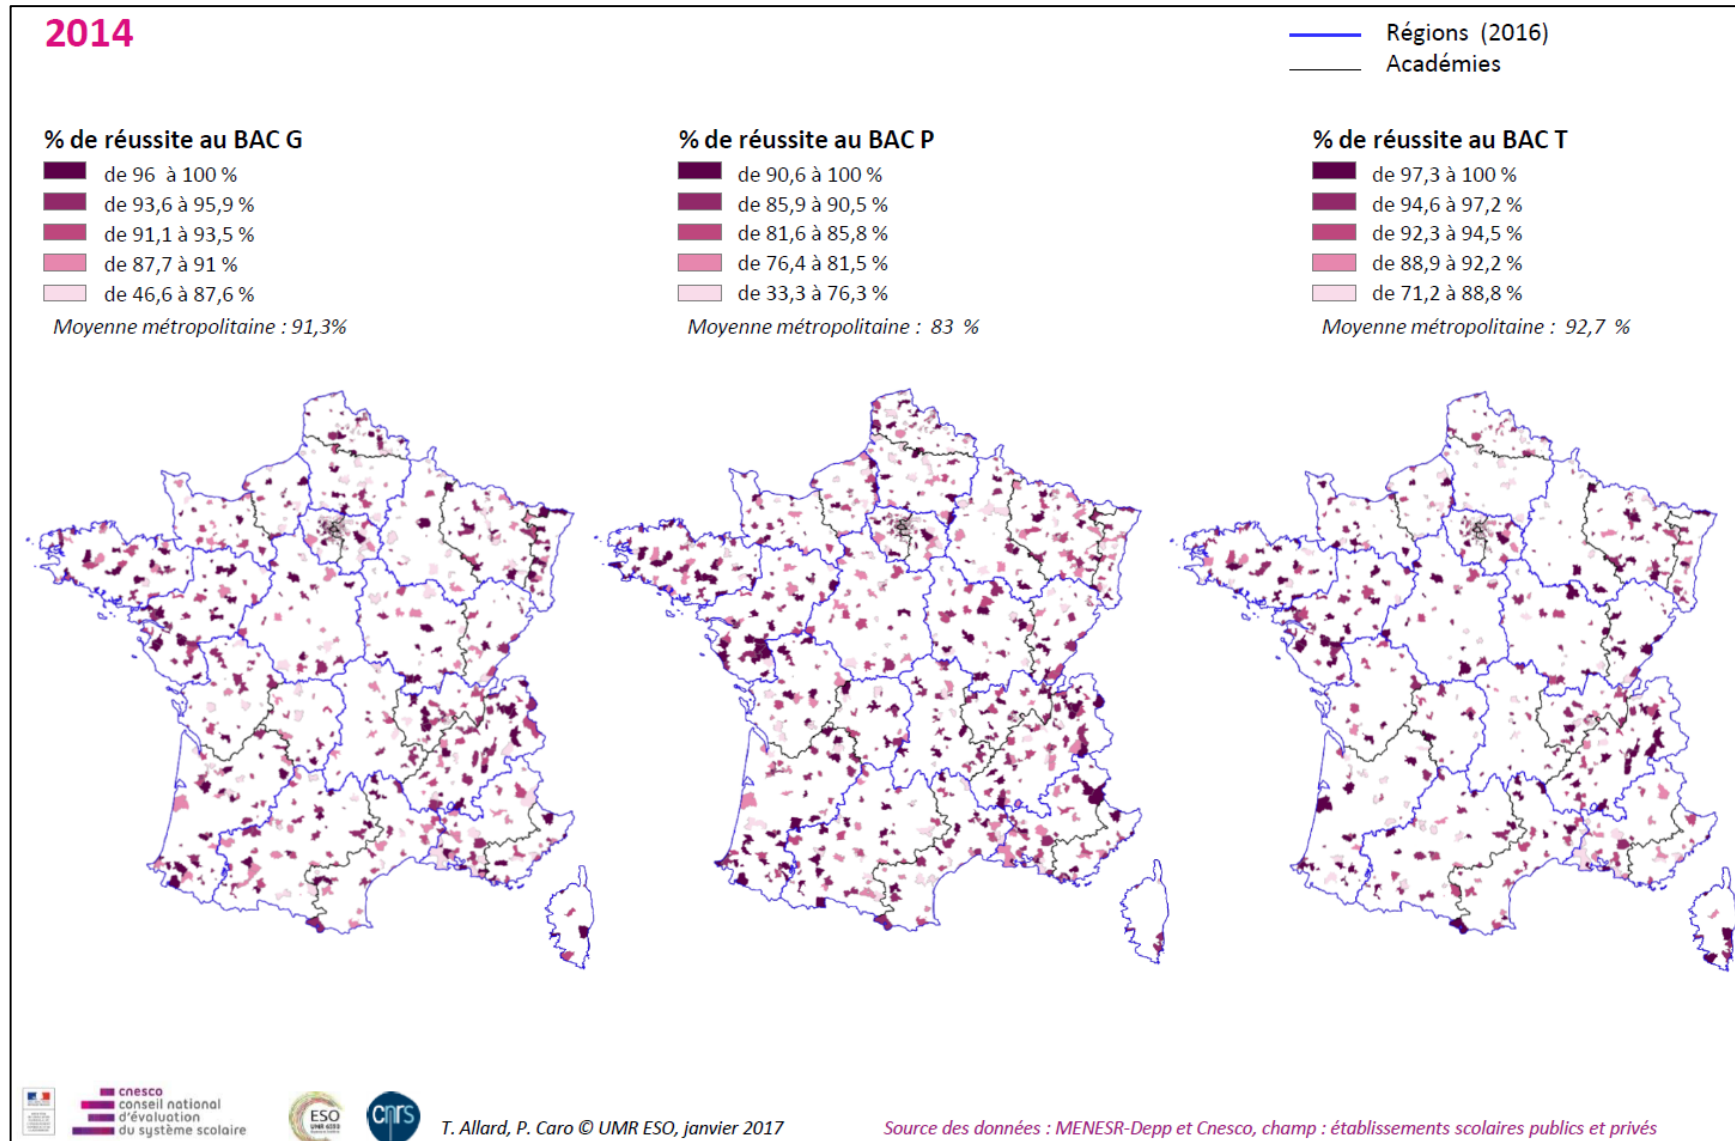 2014
Régions (2016)
Académies
% de réussite au BAC G
de 96 à 100 %
de 93,6 à 95,9 %
de 91,1 à 93,5 %
de 87,7 à 91 %
de 46,6 à 87,6 %
Moyenne métropolitaine : 91,3%
% de réussite au BAC P
de 90,6 à 100 %
de 85,9 à 90,5 %
de 81,6 à 85,8 %
de 76,4 à 81,5 %
de 33,3 à 76,3 %
Moyenne métropolitaine : 83 %
% de réussite au BAC T
de 97,3 à 100 %
de 94,6 à 97,2 %
de 92,3 à 94,5 %
de 88,9 à 92,2 %
de 71,2 à 88,8 %
Moyenne métropolitaine : 92,7 %
cnesco
conseil national
d'évaluation
du système scolaire
ESO
UMR 6590
cnrs
T. Allard, P. Caro © UMR ESO, janvier 2017
Source des données : MENESR-Depp et Cnesco, champ : établissements scolaires publics et privés